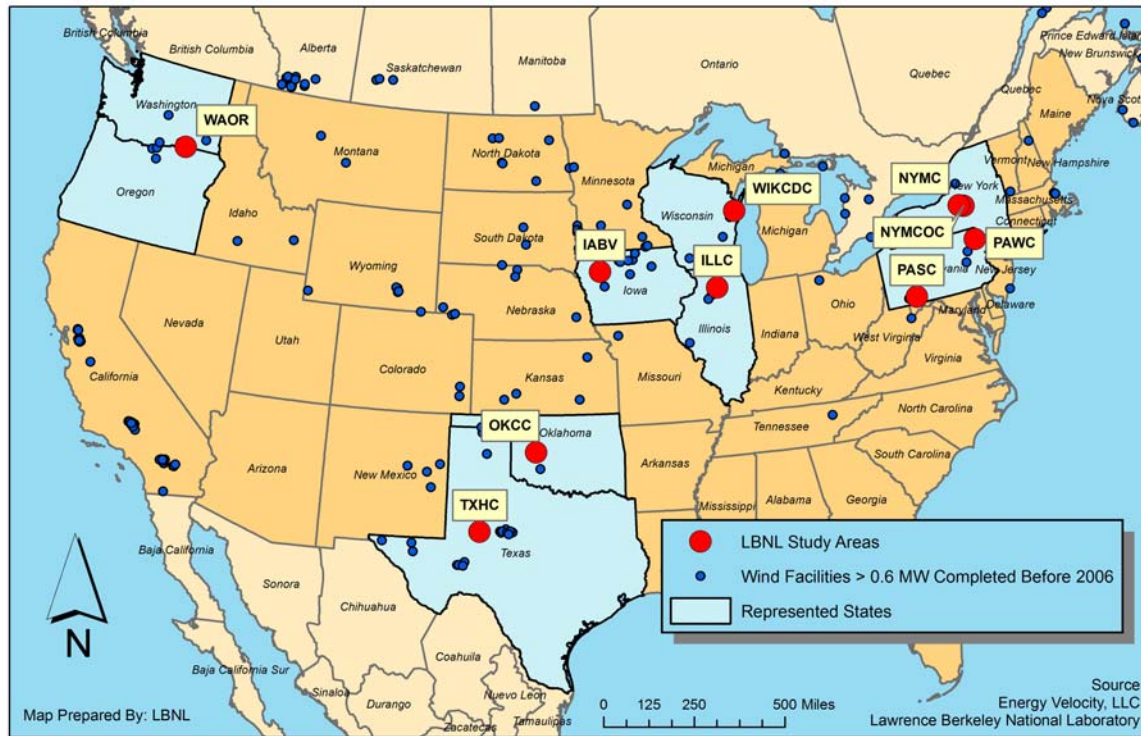 British Columbia
British Columbia
Alberta
Saskatchewan
Manitoba
Ontario
Quebec
Prince Edward Island
New Brunswick
Quebec
Nova Scotia
Maine
Washington
WAOR
Montana
North Dakota
Minnesota
Michigan
Vermont
New Hampshire
NYMC
New York
Massachusetts
Oregon
Idaho
WIKCDC
Wisconsin
Michigan
NYMCOC
Connecticut
South Dakota
IABV
PAWC
Wyoming
ILLC
PASC
vania
New Jersey
Iowa
Nebraska
Ohio
Delaware
Maryland
Nevada
Utah
Illinois
Indiana
West Virginia
California
Colorado
Kansas
Missouri
Virginia
Kentucky
OKCC
Oklahoma
North Carolina
Tennessee
Arizona
New Mexico
Arkansas
South Carolina
TXHC
Mississippi
Alabama
Georgia
Texas
Baja California
Sonora
LBNL Study Areas
Wind Facilities > 0.6 MW Completed Before 2006
Represented States
Chihuahua
N
Coahuila
Baja California Sur
Sinaloa
Durango
Nuevo Leon
Zacatecas
Tamaulipas
Map Prepared By: LBNL
0 125 250 500 Miles
Source
Energy Velocity, LLC
Lawrence Berkeley National Laboratory